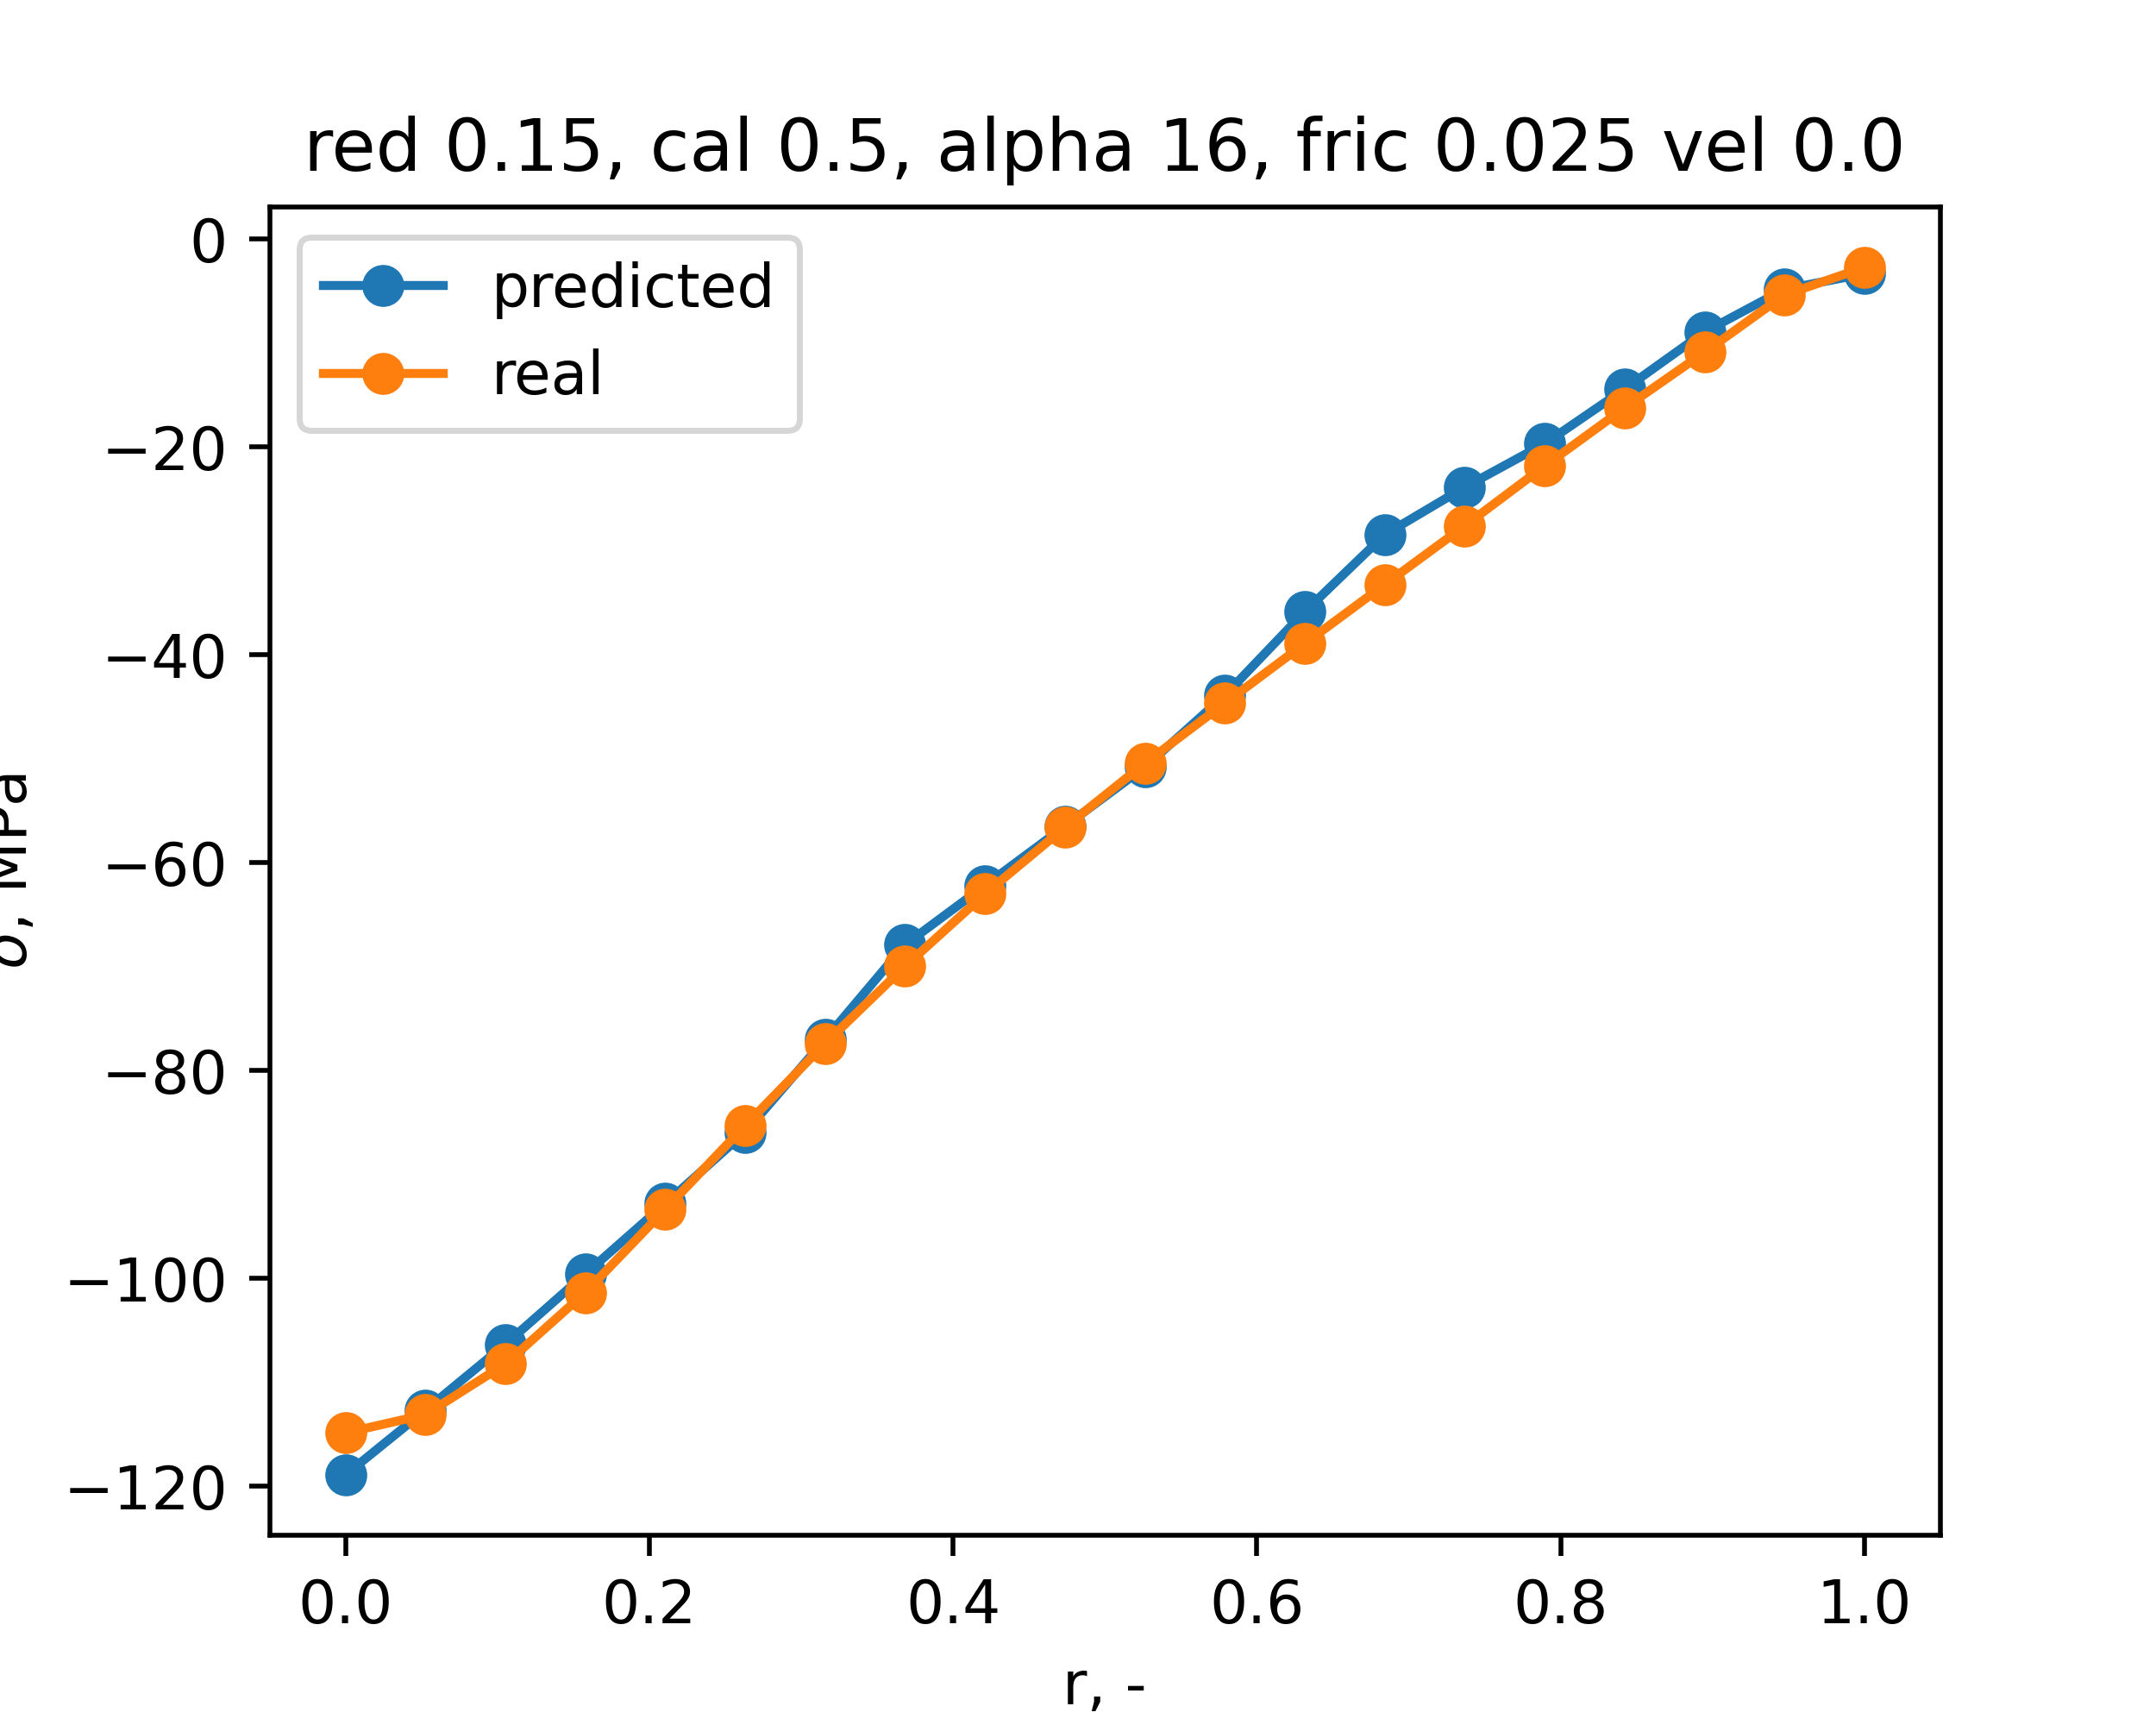 red 0.15, cal 0.5, alpha 16, fric 0.025 vel 0.0
predicted
real
0
−20
−40
−60
−80
−100
−120
σ, MPa
0.0 0.2 0.4 0.6 0.8 1.0
r, -